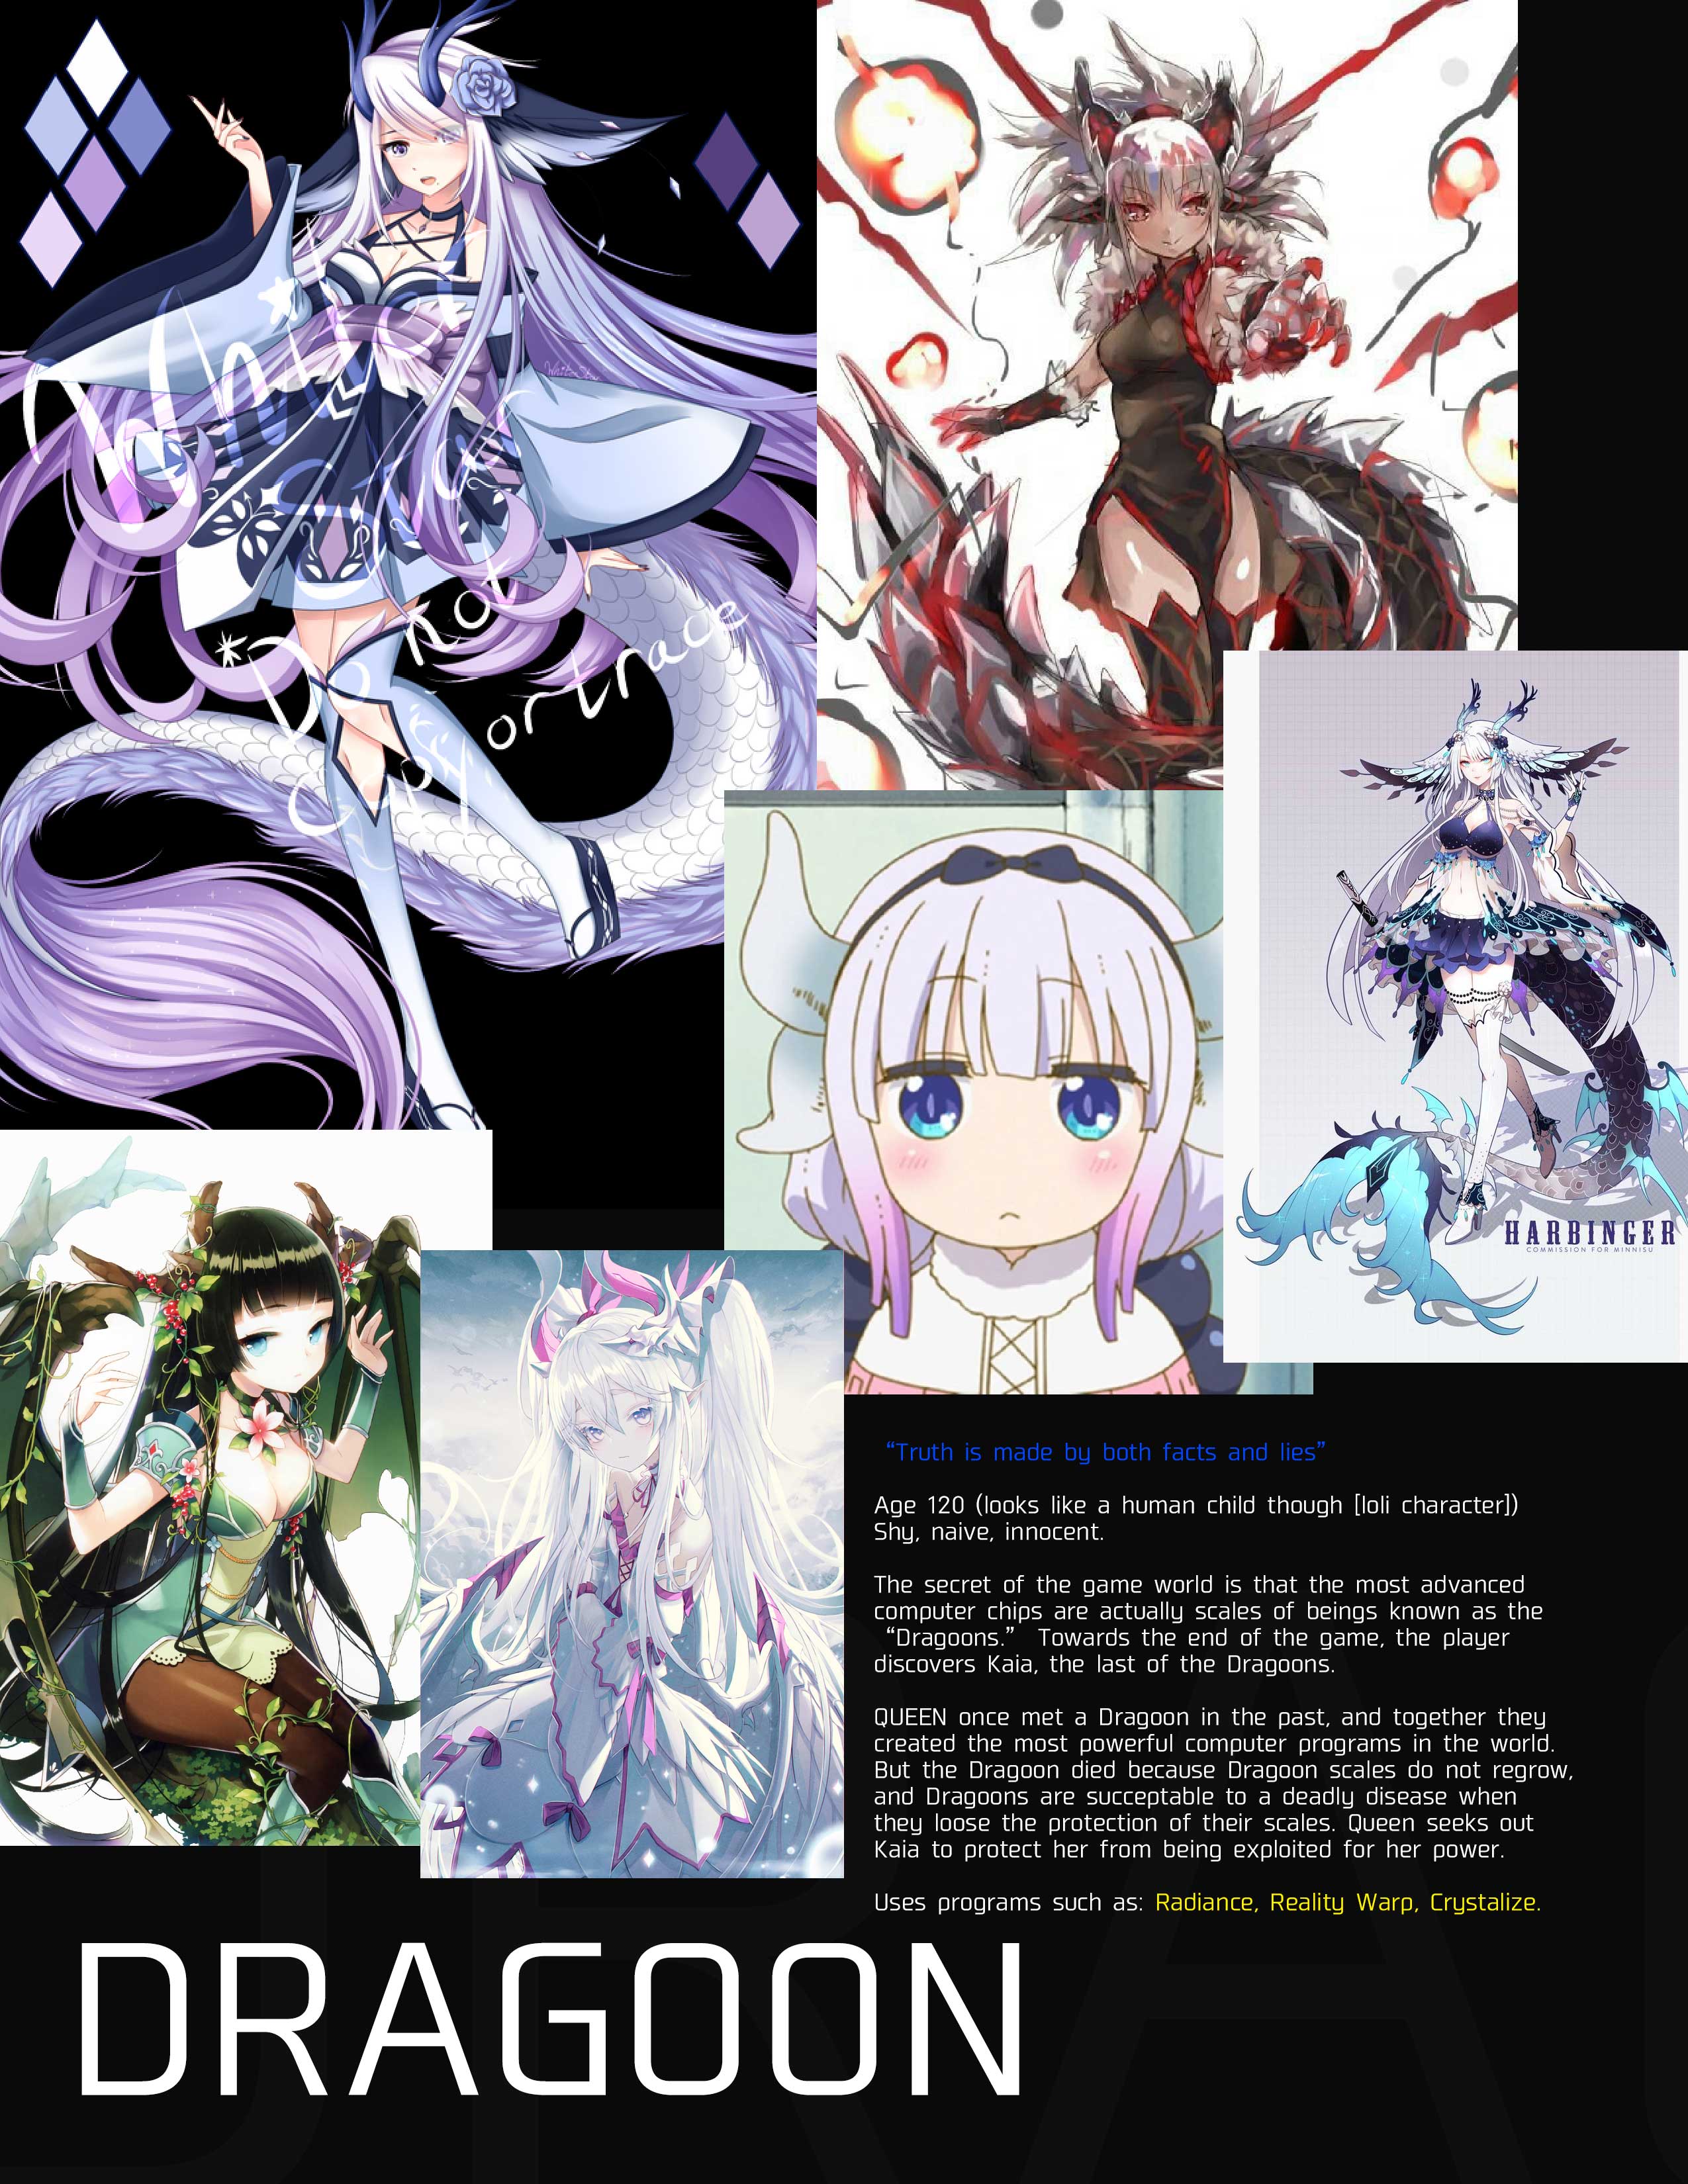 White Star
White Star
*Do not
Copy or trace
HARBINGER
COMMISSION FOR MINNISU
“Truth is made by both facts and lies”
Age 120 (looks like a human child though [loli character])
Shy, naive, innocent.
The secret of the game world is that the most advanced
computer chips are actually scales of beings known as the
“Dragoons.” Towards the end of the game, the player
discovers Kaia, the last of the Dragoons.
QUEEN once met a Dragoon in the past, and together they
created the most powerful computer programs in the world.
But the Dragoon died because Dragoon scales do not regrow,
and Dragoons are succeptable to a deadly disease when
they loose the protection of their scales. Queen seeks out
Kaia to protect her from being exploited for her power.
Uses programs such as: Radiance, Reality Warp, Crystalize.
DRAGOON